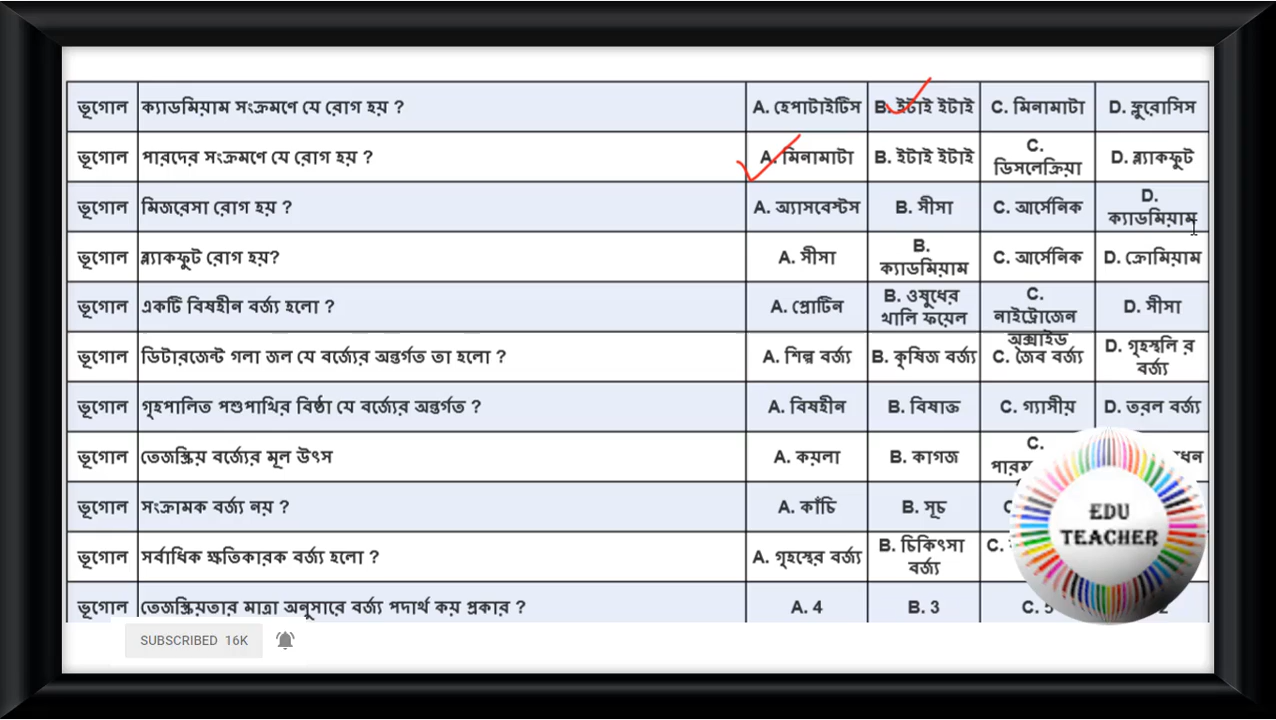 ভূগোল ক্যাডমিয়াম সংক্রমণে যে রোগ হয় ? A. হেপাটাইটিস B. ইটাই ইটাই C. মিনামাটা D. ফ্লুরোসিস
ভূগোল পারদের সংক্রমণে যে রোগ হয় ? A. মিনামাটা B. ইটাই ইটাই C. ডিসলেক্রিয়া D. ব্ল্যাকফুট
ভূগোল মিজরেসা রোগ হয় ? A. অ্যাসবেস্টস B. সীসা C. আর্সেনিক D. ক্যাডমিয়াম
ভূগোল ব্ল্যাকফুট রোগ হয়? A. সীসা B. ক্যাডমিয়াম C. আর্সেনিক D. ক্রোমিয়াম
ভূগোল একটি বিষহীন বর্জ্য হলো ? A. প্রোটিন B. ওষুধের খালি ফয়েল C. নাইট্রোজেন অক্সাইড D. সীসা
ভূগোল ডিটারজেন্ট গলা জল যে বর্জ্যের অন্তর্গত তা হলো ? A. শিল্প বর্জ্য B. কৃষিজ বর্জ্য C. জৈব বর্জ্য D. গৃহস্থলি র বর্জ্য
ভূগোল গৃহপালিত পশুপাখির বিষ্ঠা যে বর্জ্যের অন্তর্গত ? A. বিষহীন B. বিষাক্ত C. গ্যাসীয় D. তরল বর্জ্য
ভূগোল তেজস্ক্রিয় বর্জ্যের মূল উৎস A. কয়লা B. কাগজ C.
ভূগোল সংক্রামক বর্জ্য নয় ? A. কাঁচি B. সূচ
ভূগোল সর্বাধিক ক্ষতিকারক বর্জ্য হলো ? A. গৃহস্থের বর্জ্য B. চিকিৎসা বর্জ্য C.
ভূগোল তেজস্ক্রিয়তার মাত্রা অনুসারে বর্জ্য পদার্থ কয় প্রকার ? A. 4 B. 3 C. 5 2
EDU
TEACHER
SUBSCRIBED 16K